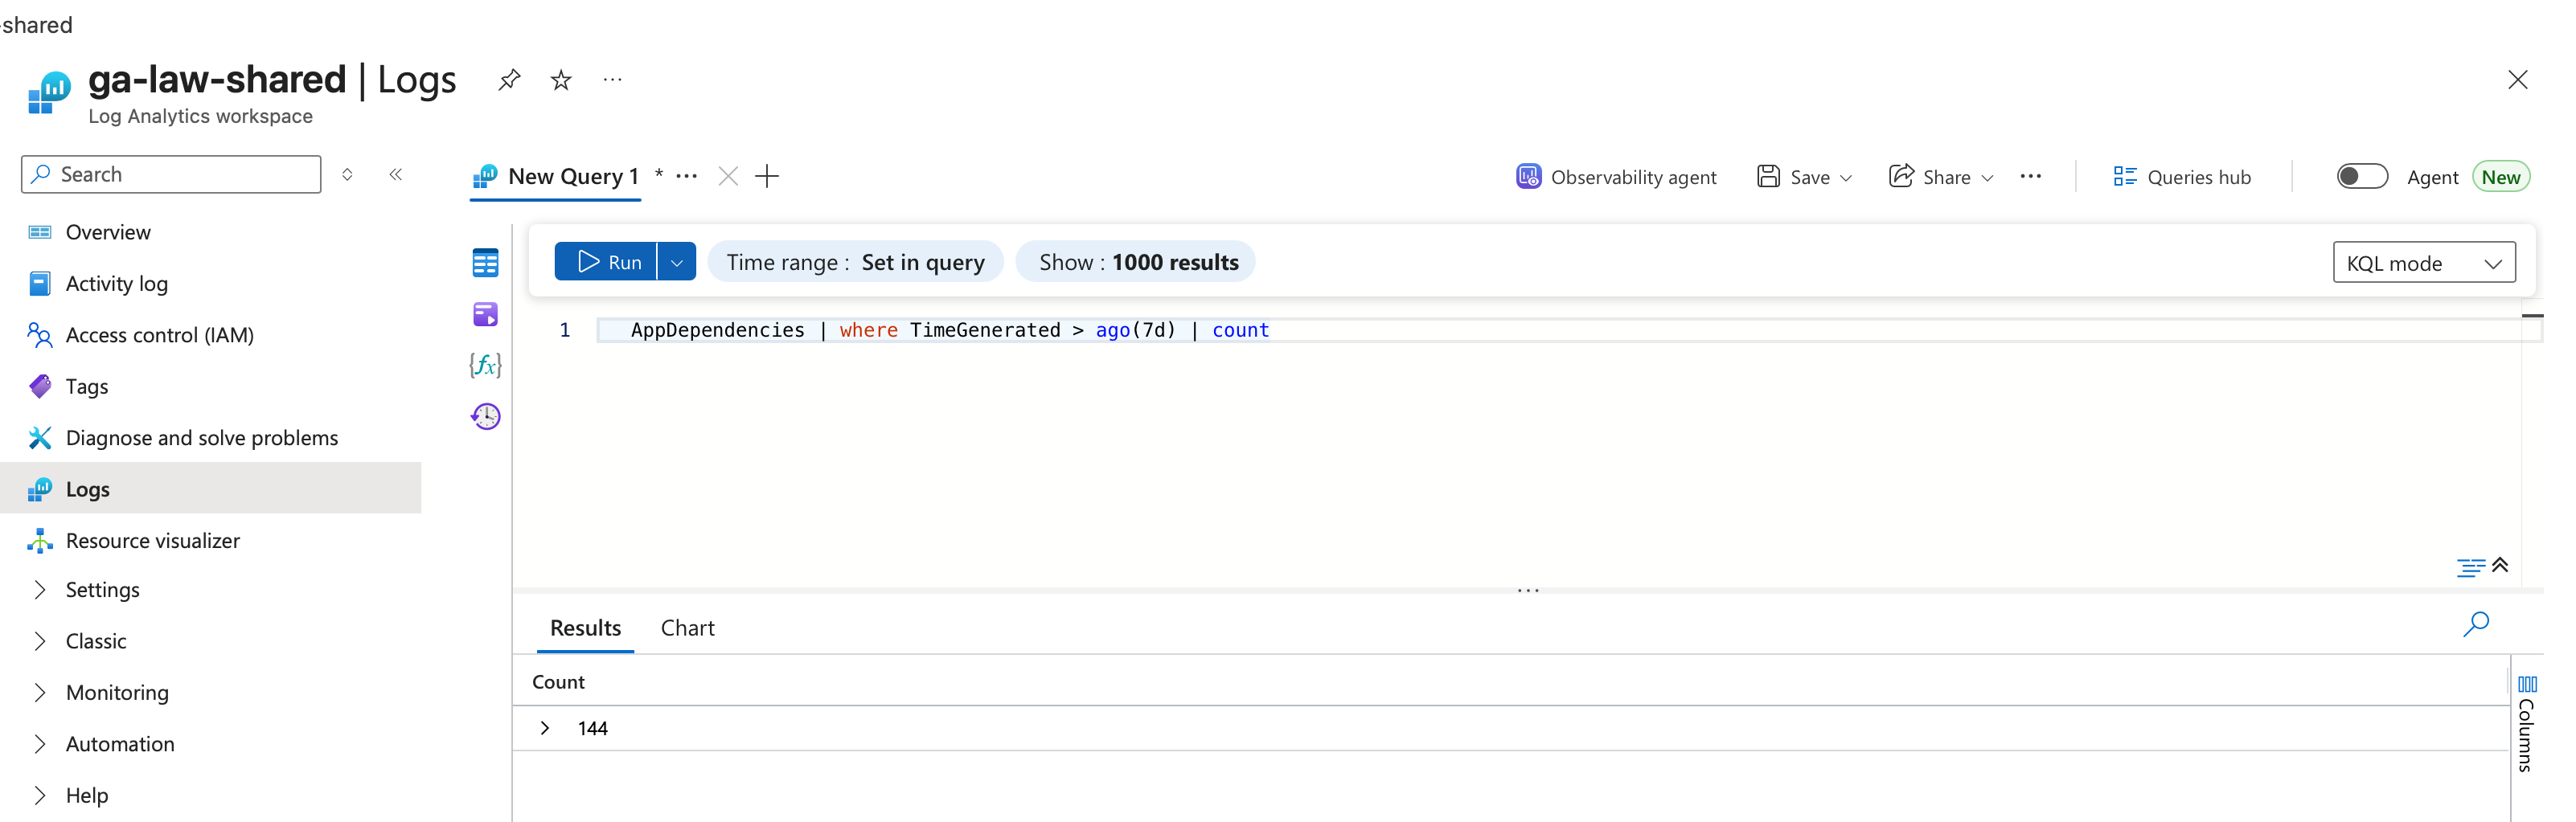 -shared
ga-law-shared | Logs
Log Analytics workspace
Search
Overview
Activity log
Access control (IAM)
Tags
Diagnose and solve problems
Logs
Resource visualizer
Settings
Classic
Monitoring
Automation
Help
New Query 1 *
Observability agent
Save
Share
Queries hub
Agent
New
Run
Time range : Set in query
Show : 1000 results
KQL mode
{fx}
1 AppDependencies | where TimeGenerated > ago(7d) | count
Results
Chart
Count
144
Columns